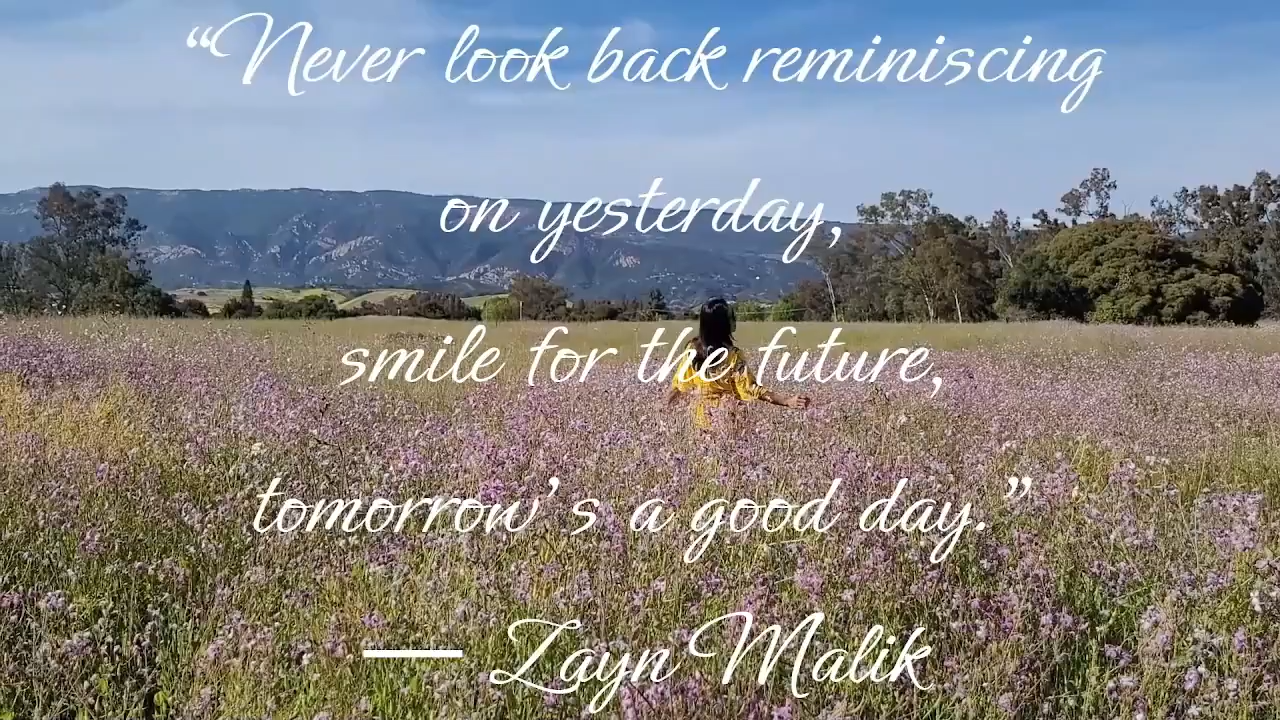 “Never look back reminiscing
on yesterday,
smile for the future,
tomorrow’s a good day.”
— Zayn Malik